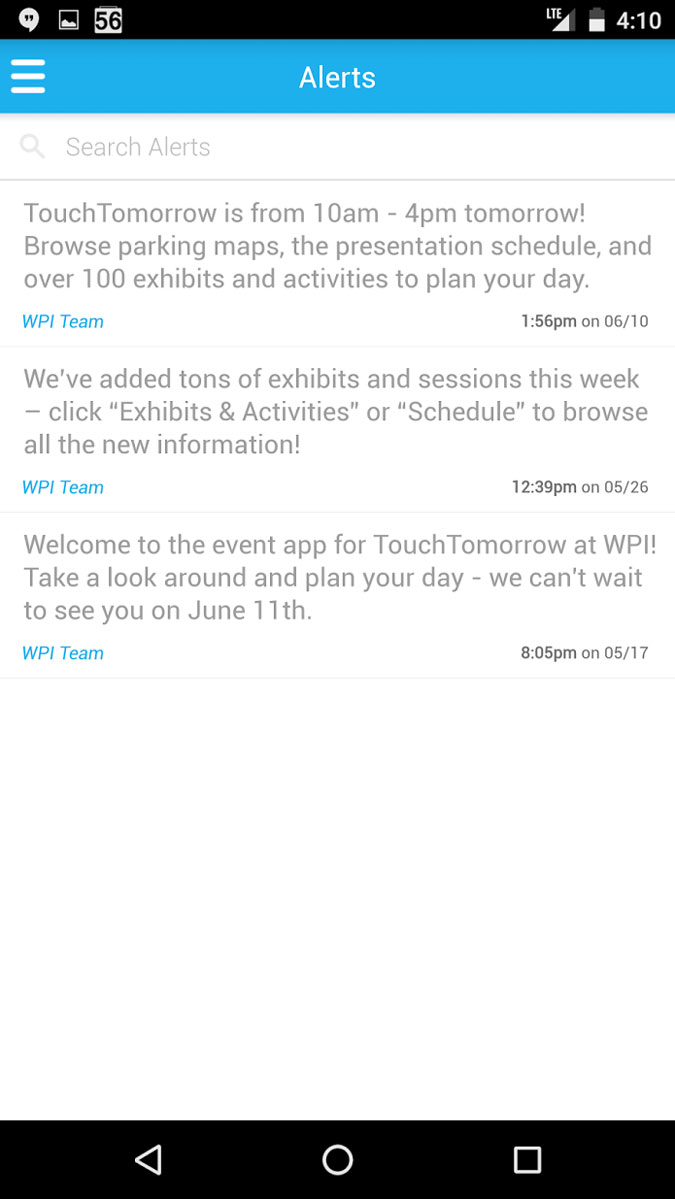 56 LTE 4:10
Alerts
Search Alerts
TouchTomorrow is from 10am - 4pm tomorrow!
Browse parking maps, the presentation schedule, and
over 100 exhibits and activities to plan your day.
WPI Team 1:56pm on 06/10
We've added tons of exhibits and sessions this week
– click “Exhibits & Activities” or “Schedule” to browse
all the new information!
WPI Team 12:39pm on 05/26
Welcome to the event app for TouchTomorrow at WPI!
Take a look around and plan your day - we can't wait
to see you on June 11th.
WPI Team 8:05pm on 05/17